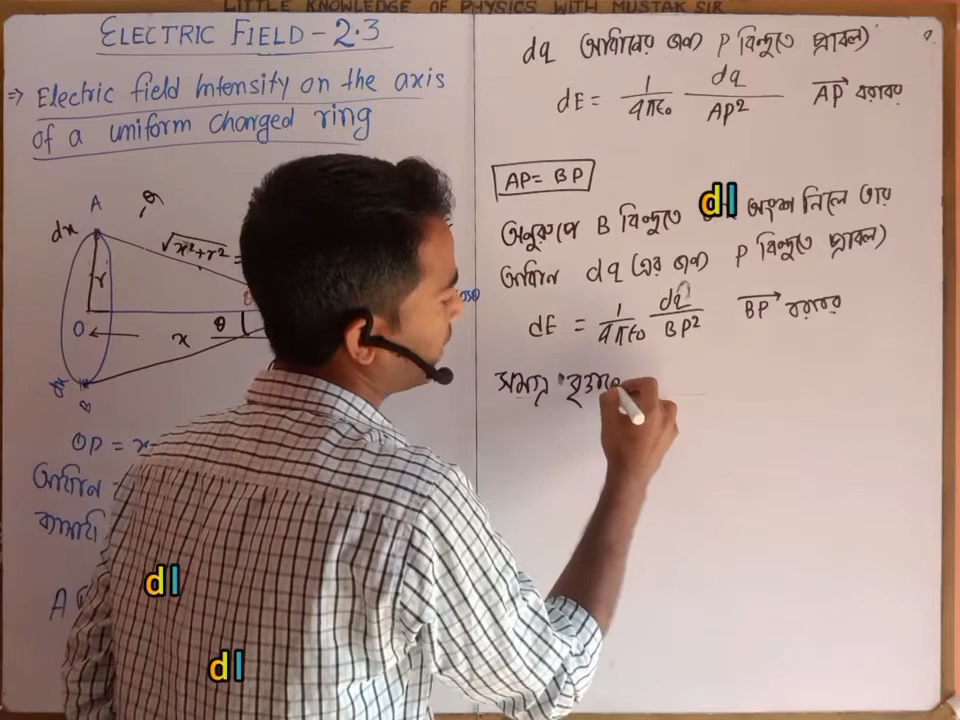 LITTLE KNOWLEDGE OF PHYSICS WITH MUSTAK SIR
ELECTRIC FIELD - 2.3
⇒ Electric field Intensity on the axis
of a uniform charged ring
A
dx
√x²+r² =
r
O
θ
x
dx
B
OP = x
আধান =
ব্যাসার্ধ
A
dl
dl
dq আধানের জন্য P বিন্দুতে প্রাবল্য
dE = 1/4πε₀ dq/AP² AP→ বরাবর
AP = BP
অনুরূপে B বিন্দুতে dl অংশ নিলে তার
আধান dq এর জন্য P বিন্দুতে প্রাবল্য
dE = 1/4πε₀ dq/BP² BP→ বরাবর
সমগ্র